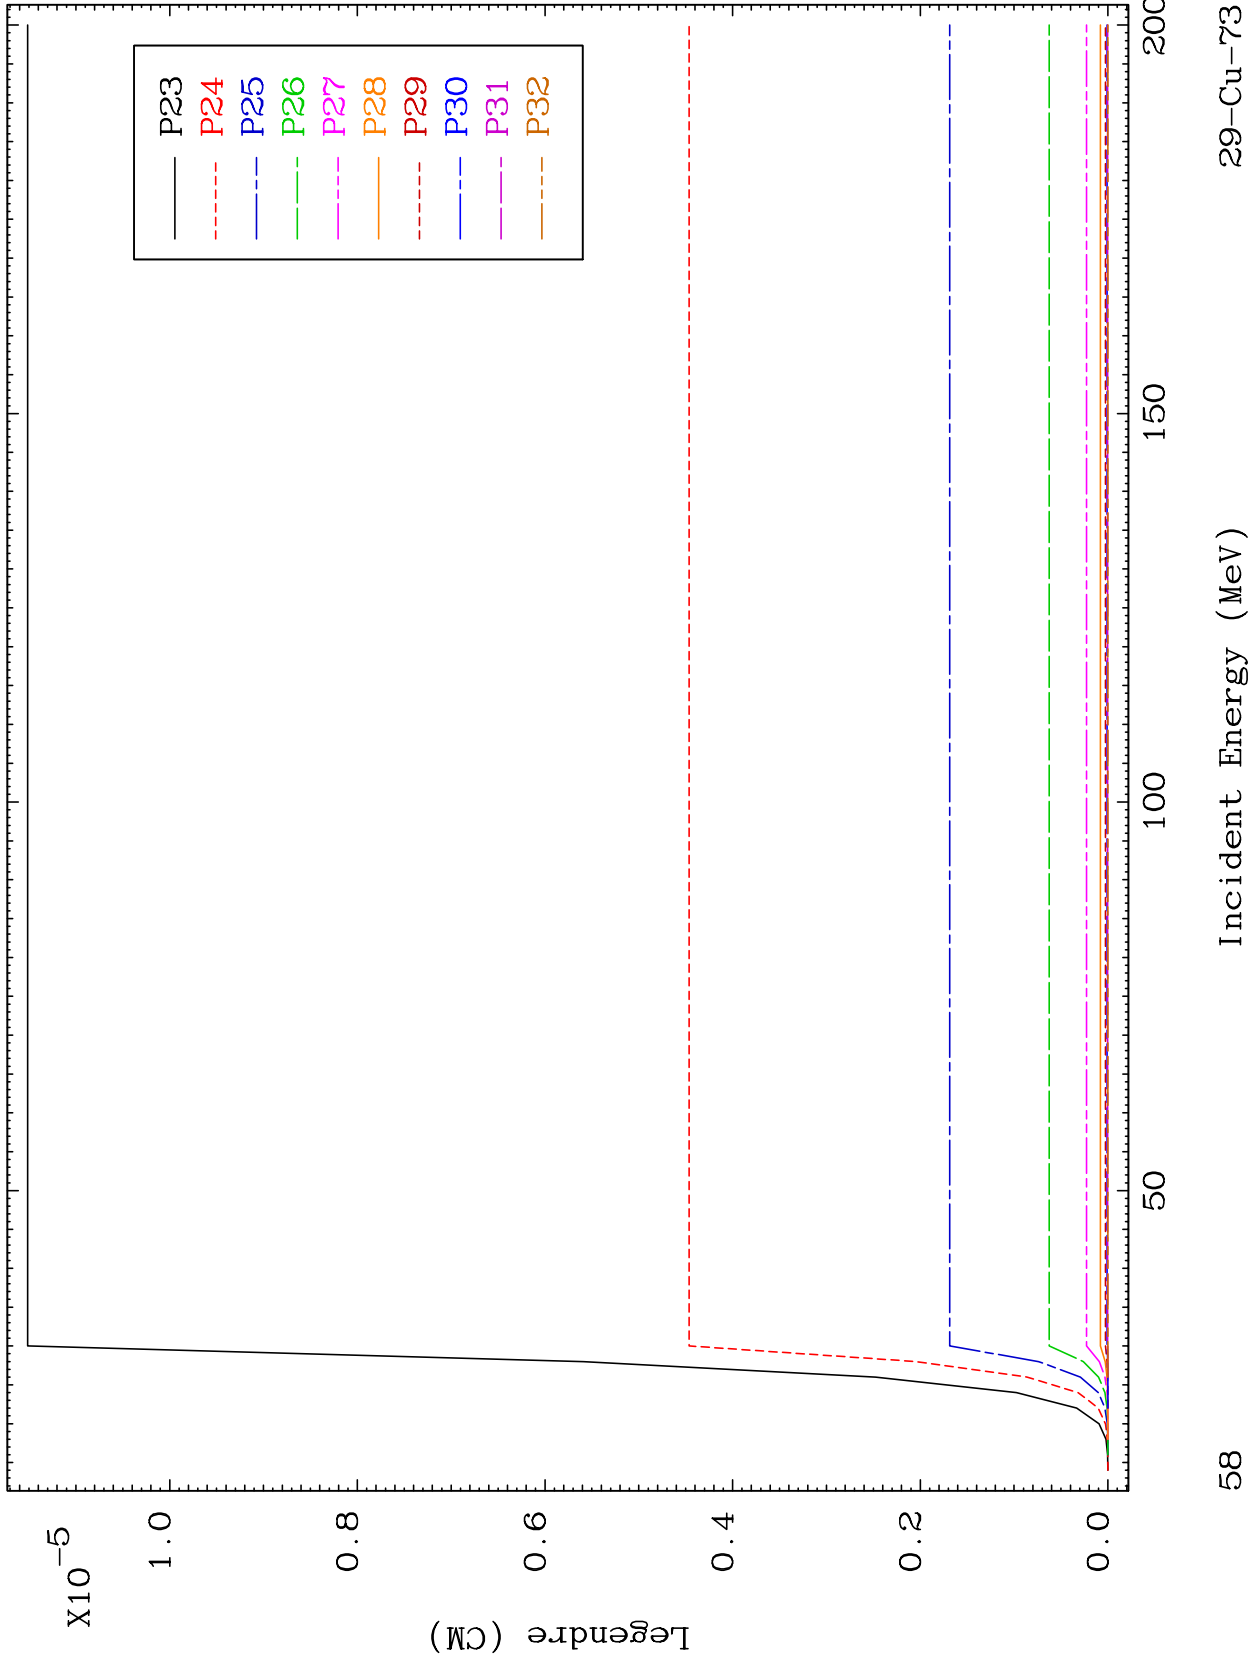 X10⁻⁵
1.0
0.8
0.6
0.4
0.2
0.0
Legendre (CM)
P23
P24
P25
P26
P27
P28
P29
P30
P31
P32
50
100
150
200
Incident Energy (MeV)
58
29-Cu-73